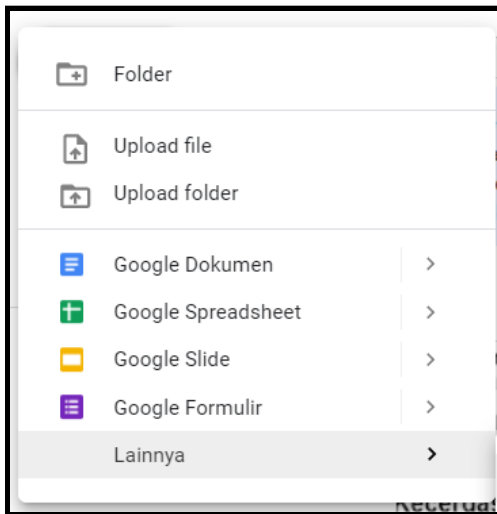 Folder
Upload file
Upload folder
Google Dokumen
Google Spreadsheet
Google Slide
Google Formulir
Lainnya